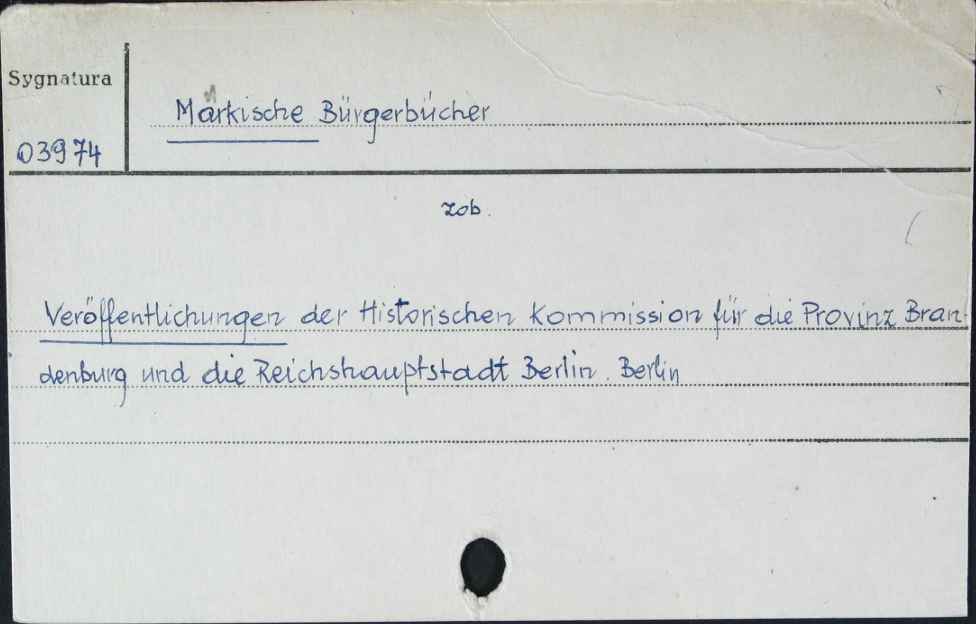 Sygnatura
Märkische Bürgerbücher
03974
zob.
Veröffentlichungen der Historischen Kommission für die Provinz Bran-
denburg und die Reichshauptstadt Berlin. Berlin